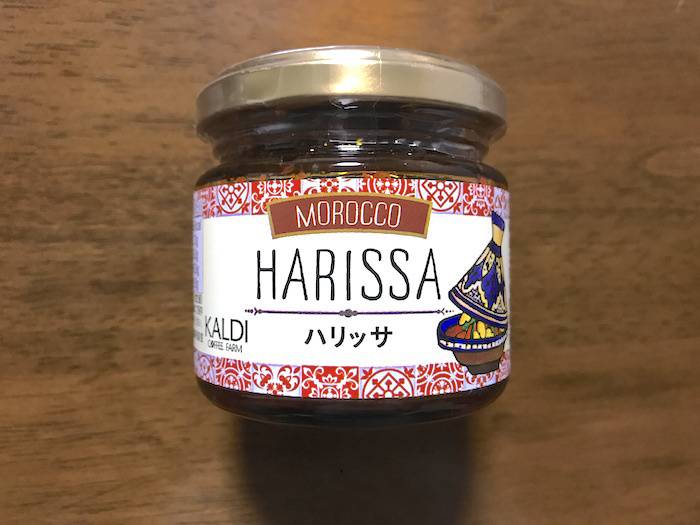 MOROCCO
HARISSA
ハリッサ
KALDI
COFFEE FARM